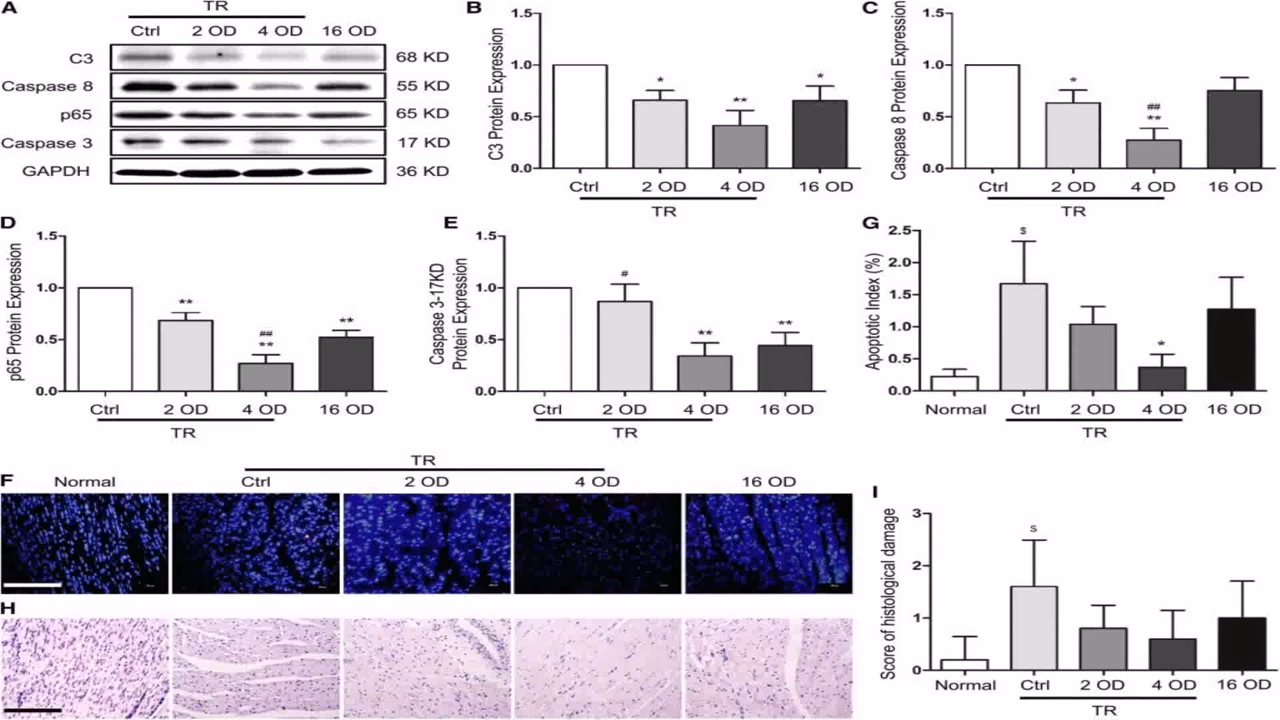 A
TR
Ctrl 2 OD 4 OD 16 OD
C3 68 KD
Caspase 8 55 KD
p65 65 KD
Caspase 3 17 KD
GAPDH 36 KD
B
C3 Protein Expression
1.5
1.0
0.5
0.0
*
**
*
Ctrl 2 OD 4 OD 16 OD
TR
C
Caspase 8 Protein Expression
1.5
1.0
0.5
0.0
*
##
**
Ctrl 2 OD 4 OD 16 OD
TR
D
p65 Protein Expression
1.5
1.0
0.5
0.0
**
##
**
**
Ctrl 2 OD 4 OD 16 OD
TR
E
Caspase 3-17KD
Protein Expression
1.5
1.0
0.5
0.0
#
**
**
Ctrl 2 OD 4 OD 16 OD
TR
G
Apoptotic Index (%)
2.5
2.0
1.5
1.0
0.5
0.0
$
*
Normal Ctrl 2 OD 4 OD 16 OD
TR
F
TR
Normal Ctrl 2 OD 4 OD 16 OD
H
I
Score of histological damage
3
2
1
0
$
Normal Ctrl 2 OD 4 OD 16 OD
TR